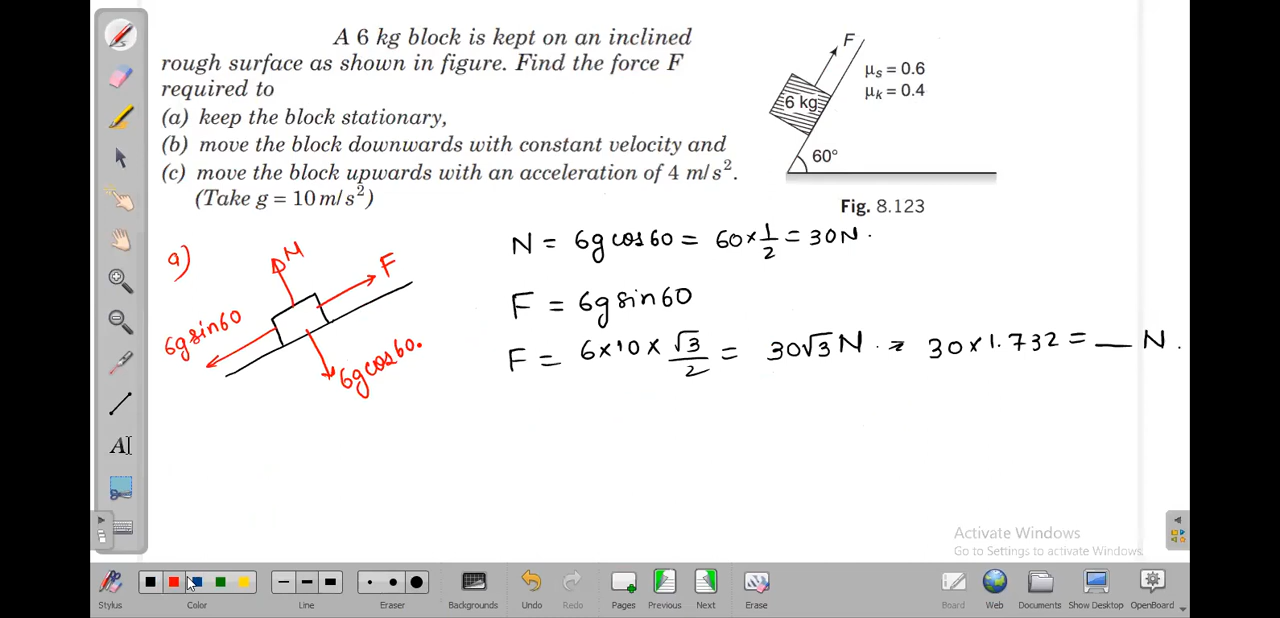 A 6 kg block is kept on an inclined
rough surface as shown in figure. Find the force F
required to
(a) keep the block stationary,
(b) move the block downwards with constant velocity and
(c) move the block upwards with an acceleration of 4 m/s².
(Take g = 10 m/s²)
F
μs = 0.6
μk = 0.4
6 kg
60°
Fig. 8.123
a)
N
F
6g sin60
6g cos60.
N = 6g cos60 = 60 × 1/2 = 30N.
F = 6g sin60
F = 6×10 × √3/2 = 30√3 N. = 30 × 1.732 = __ N.
A
Activate Windows
Go to Settings to activate Windows.
Stylus
Color
Line
Eraser
Backgrounds
Undo
Redo
Pages
Previous
Next
Erase
Board
Web
Documents
Show Desktop
OpenBoard